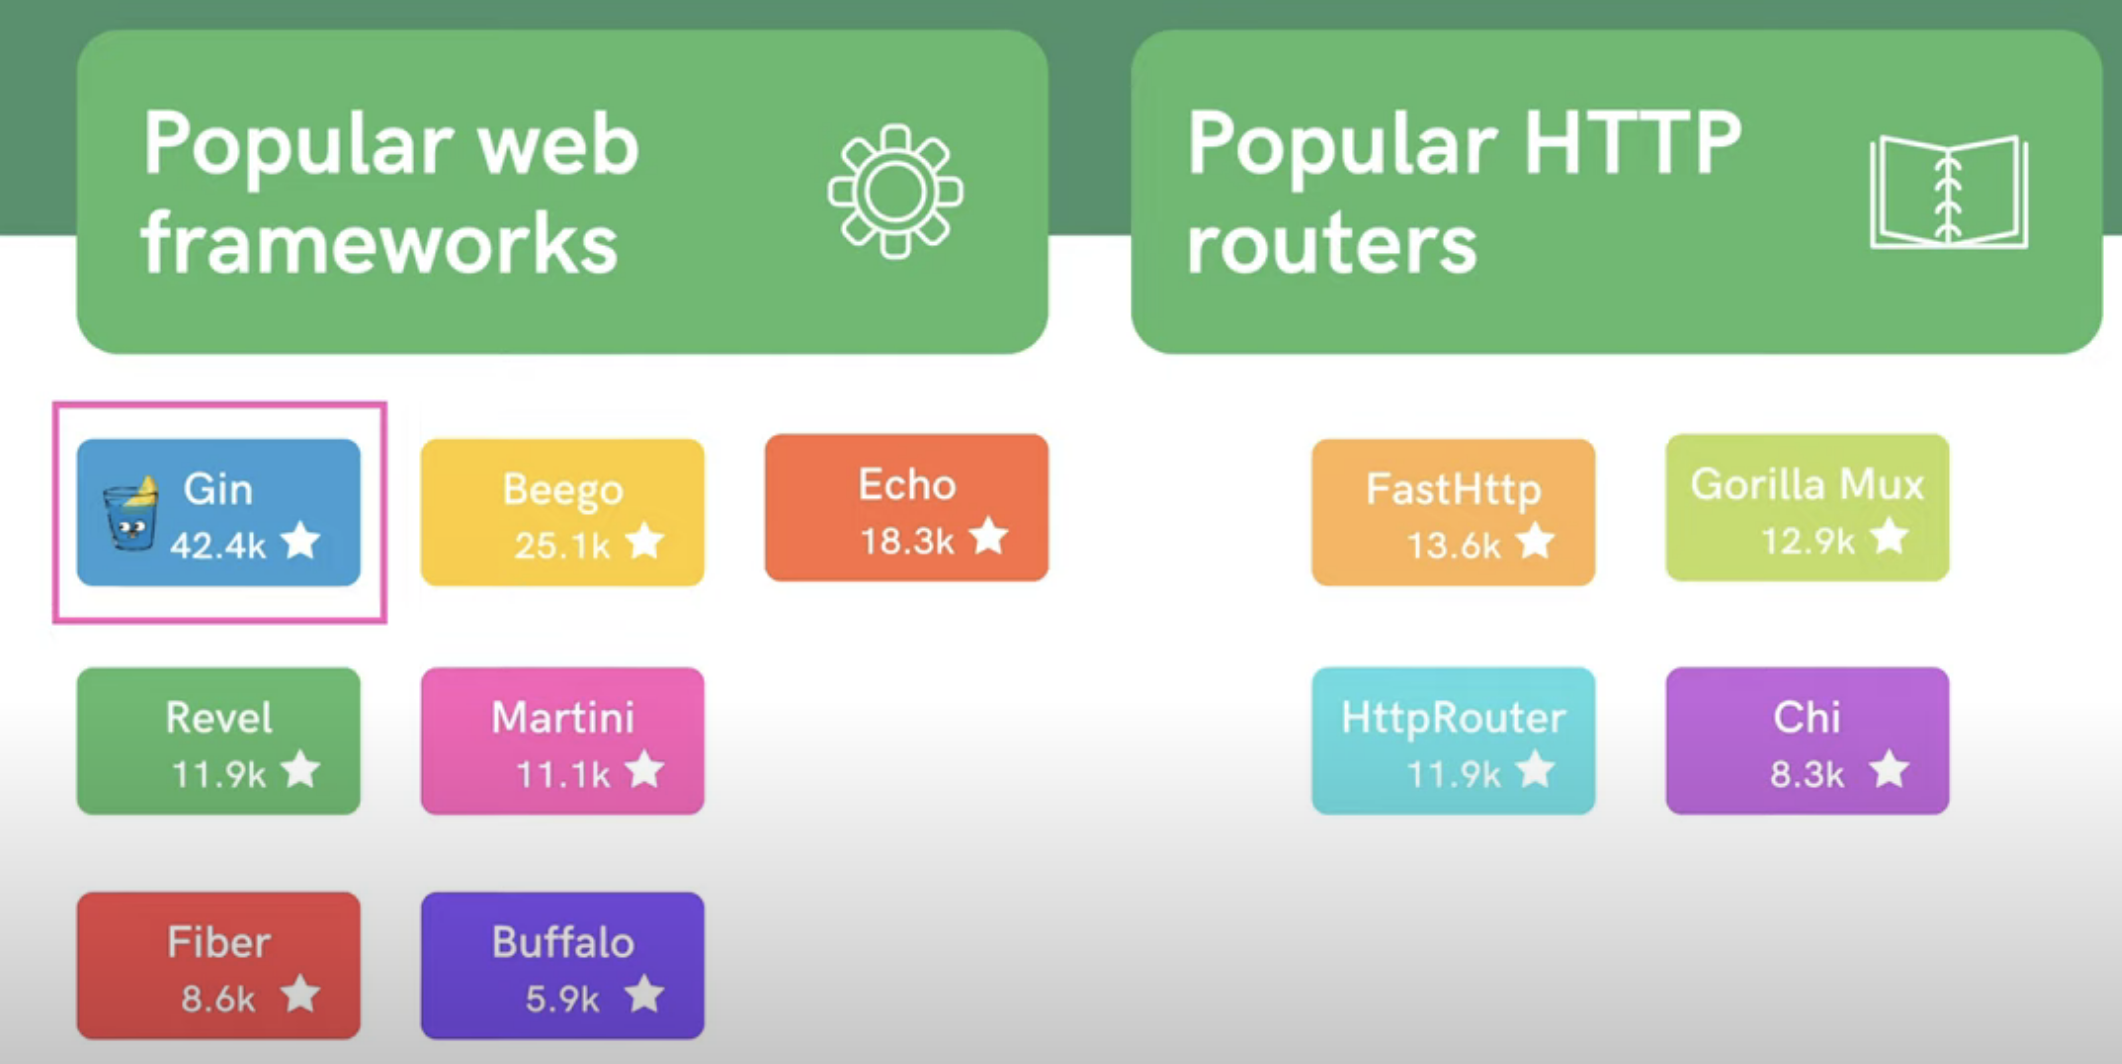 Popular web
frameworks
Popular HTTP
routers
Gin
42.4k
Beego
25.1k
Echo
18.3k
FastHttp
13.6k
Gorilla Mux
12.9k
Revel
11.9k
Martini
11.1k
HttpRouter
11.9k
Chi
8.3k
Fiber
8.6k
Buffalo
5.9k